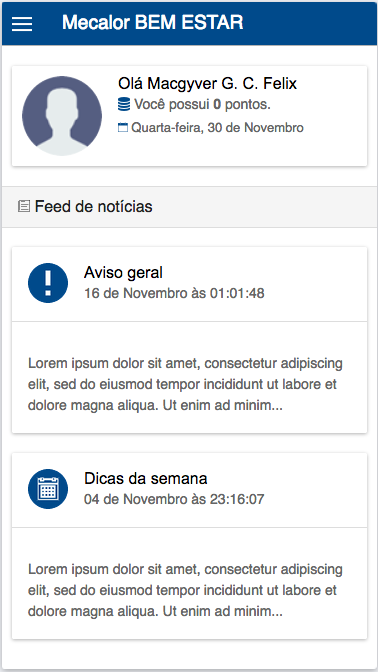 Mecalor BEM ESTAR
Olá Macgyver G. C. Felix
Você possui 0 pontos.
Quarta-feira, 30 de Novembro
Feed de notícias
Aviso geral
16 de Novembro às 01:01:48
Lorem ipsum dolor sit amet, consectetur adipiscing
elit, sed do eiusmod tempor incididunt ut labore et
dolore magna aliqua. Ut enim ad minim...
Dicas da semana
04 de Novembro às 23:16:07
Lorem ipsum dolor sit amet, consectetur adipiscing
elit, sed do eiusmod tempor incididunt ut labore et
dolore magna aliqua. Ut enim ad minim...